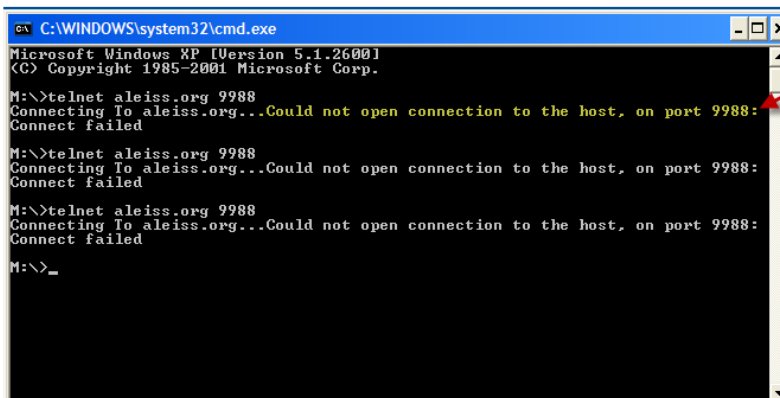 C:\WINDOWS\system32\cmd.exe
Microsoft Windows XP [Version 5.1.2600]
(C) Copyright 1985-2001 Microsoft Corp.
M:\>telnet aleiss.org 9988
Connecting To aleiss.org...Could not open connection to the host, on port 9988:
Connect failed
M:\>telnet aleiss.org 9988
Connecting To aleiss.org...Could not open connection to the host, on port 9988:
Connect failed
M:\>telnet aleiss.org 9988
Connecting To aleiss.org...Could not open connection to the host, on port 9988:
Connect failed
M:\>_